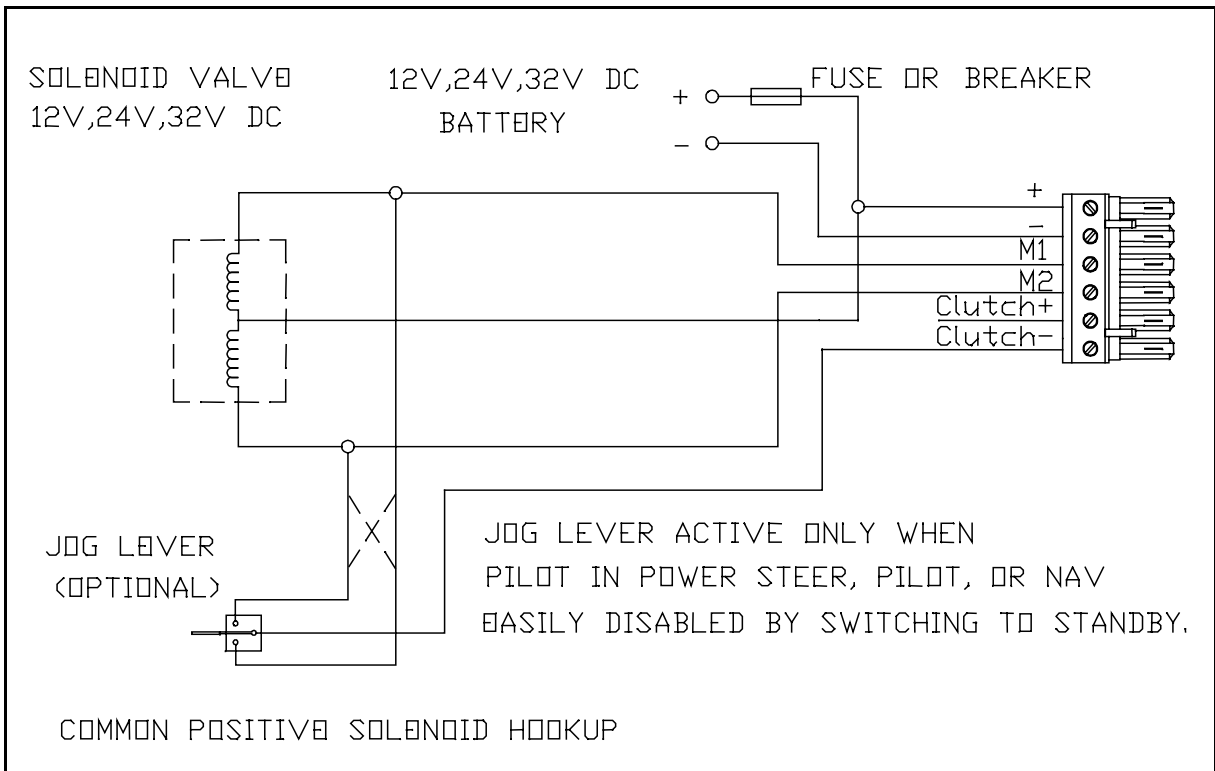 SOLENOID VALVE
12V,24V,32V DC
12V,24V,32V DC
BATTERY
+
-
FUSE OR BREAKER
+
-
M1
M2
Clutch+
Clutch-
JOG LEVER
(OPTIONAL)
JOG LEVER ACTIVE ONLY WHEN
PILOT IN POWER STEER, PILOT, OR NAV
EASILY DISABLED BY SWITCHING TO STANDBY.
COMMON POSITIVE SOLENOID HOOKUP